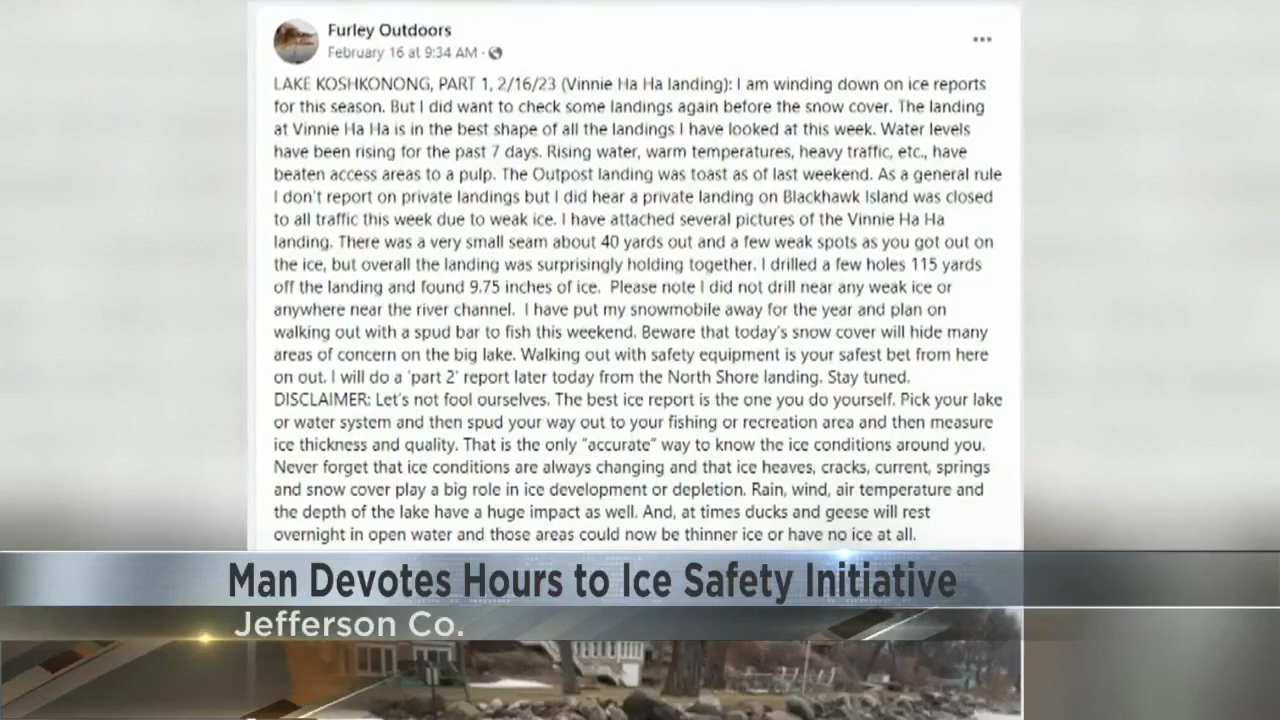 Furley Outdoors
February 16 at 9:34 AM ·
LAKE KOSHKONONG, PART 1, 2/16/23 (Vinnie Ha Ha landing): I am winding down on ice reports
for this season. But I did want to check some landings again before the snow cover. The landing
at Vinnie Ha Ha is in the best shape of all the landings I have looked at this week. Water levels
have been rising for the past 7 days. Rising water, warm temperatures, heavy traffic, etc., have
beaten access areas to a pulp. The Outpost landing was toast as of last weekend. As a general rule
I don't report on private landings but I did hear a private landing on Blackhawk Island was closed
to all traffic this week due to weak ice. I have attached several pictures of the Vinnie Ha Ha
landing. There was a very small seam about 40 yards out and a few weak spots as you got out on
the ice, but overall the landing was surprisingly holding together. I drilled a few holes 115 yards
off the landing and found 9.75 inches of ice. Please note I did not drill near any weak ice or
anywhere near the river channel. I have put my snowmobile away for the year and plan on
walking out with a spud bar to fish this weekend. Beware that today's snow cover will hide many
areas of concern on the big lake. Walking out with safety equipment is your safest bet from here
on out. I will do a 'part 2' report later today from the North Shore landing. Stay tuned.
DISCLAIMER: Let's not fool ourselves. The best ice report is the one you do yourself. Pick your lake
or water system and then spud your way out to your fishing or recreation area and then measure
ice thickness and quality. That is the only "accurate" way to know the ice conditions around you.
Never forget that ice conditions are always changing and that ice heaves, cracks, current, springs
and snow cover play a big role in ice development or depletion. Rain, wind, air temperature and
the depth of the lake have a huge impact as well. And, at times ducks and geese will rest
overnight in open water and those areas could now be thinner ice or have no ice at all.
Man Devotes Hours to Ice Safety Initiative
Jefferson Co.